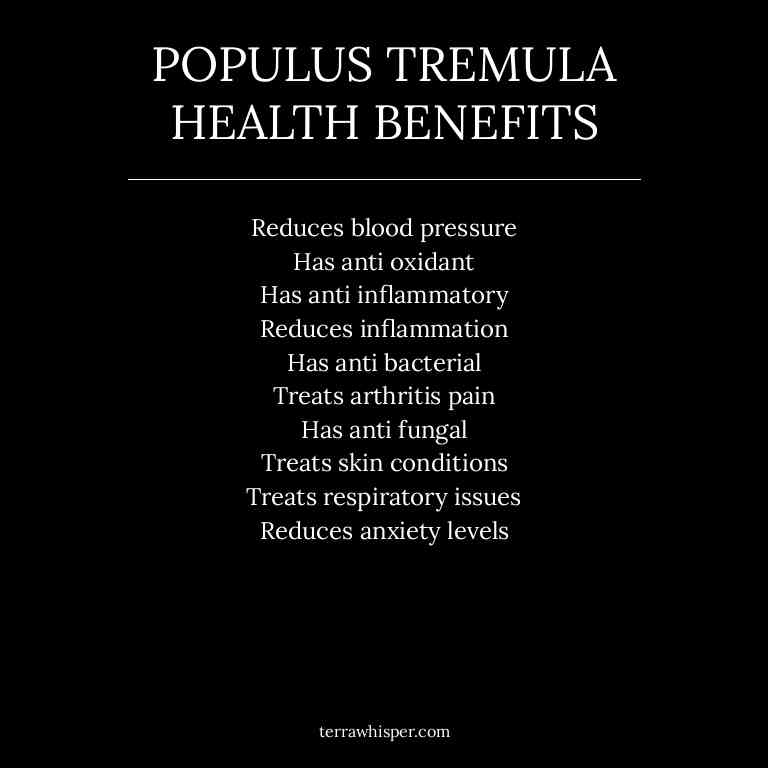 POPULUS TREMULA
HEALTH BENEFITS
Reduces blood pressure
Has anti oxidant
Has anti inflammatory
Reduces inflammation
Has anti bacterial
Treats arthritis pain
Has anti fungal
Treats skin conditions
Treats respiratory issues
Reduces anxiety levels
terrawhisper.com